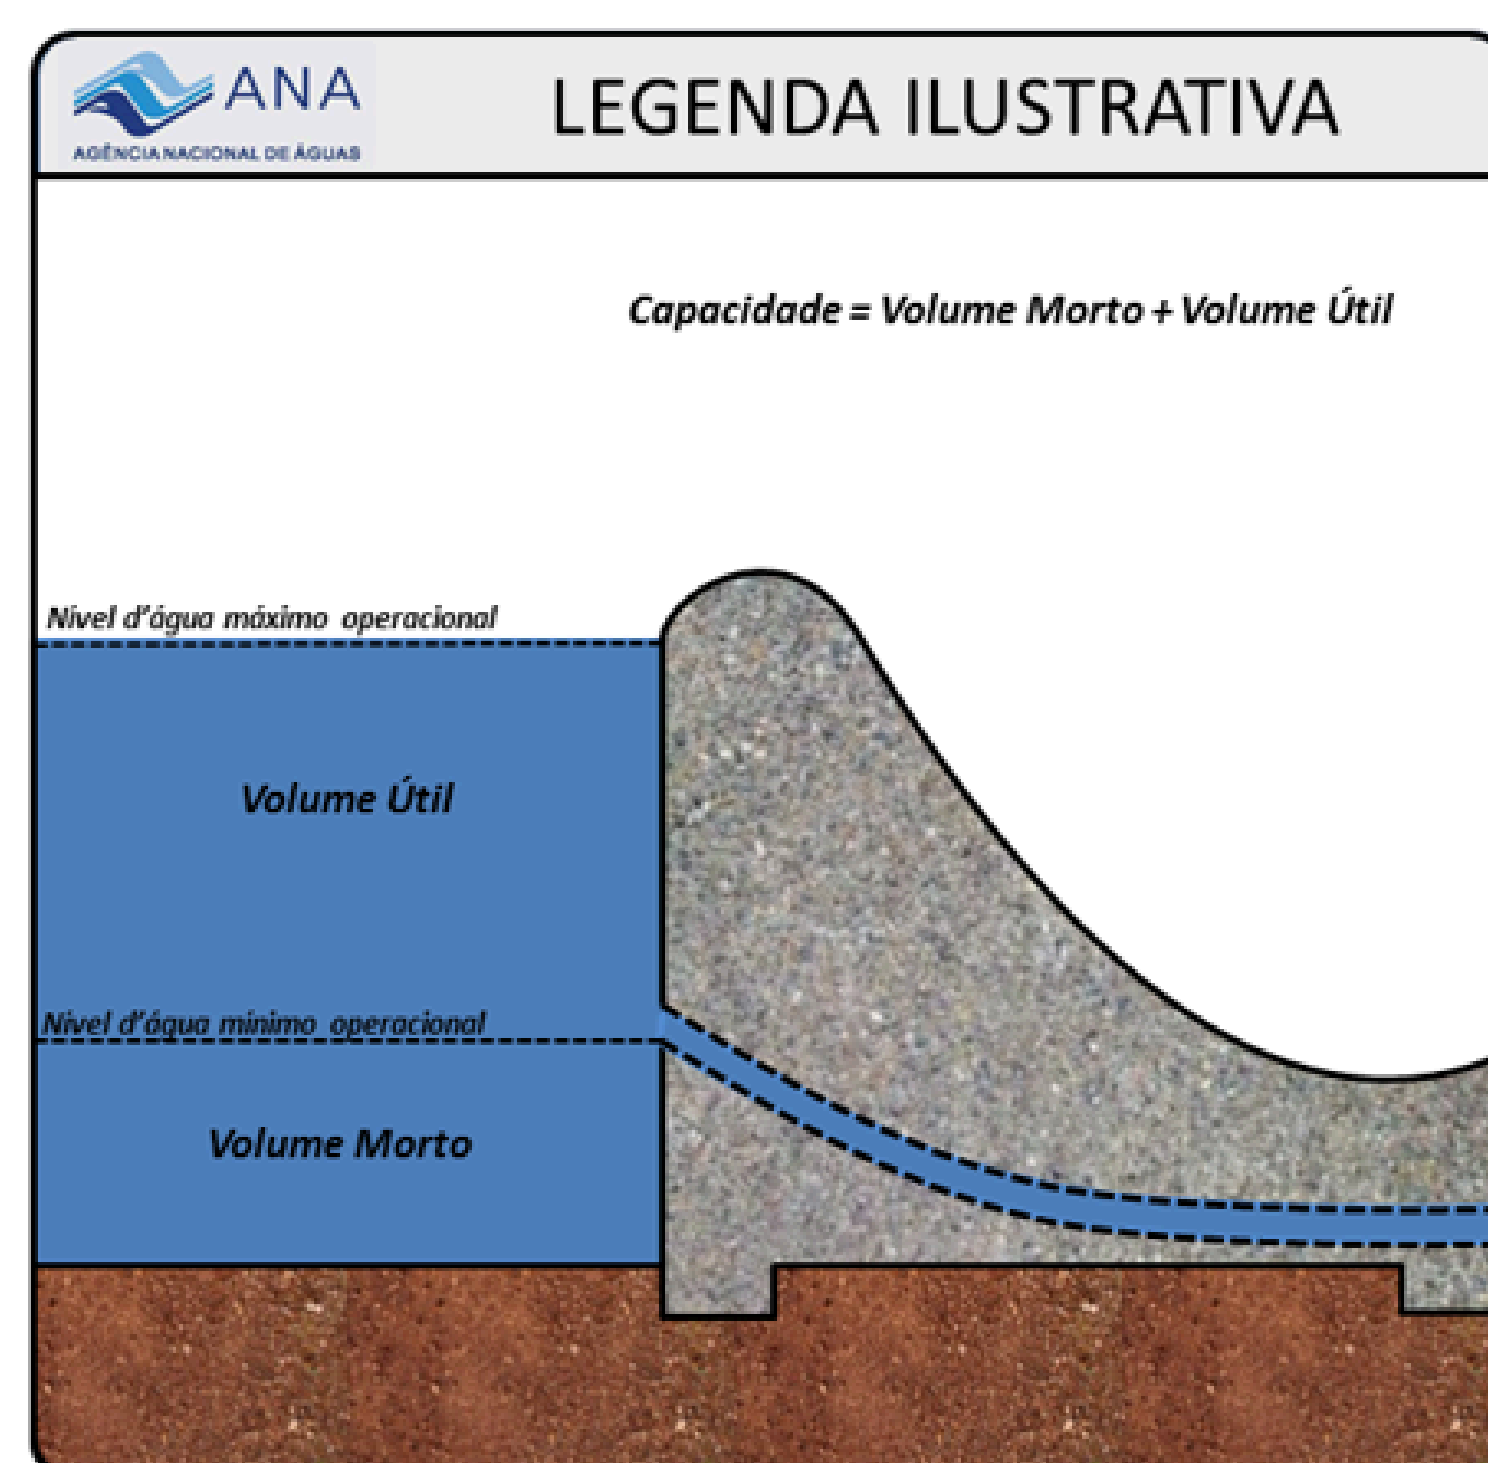 ANA
AGÊNCIA NACIONAL DE ÁGUAS
LEGENDA ILUSTRATIVA
Capacidade = Volume Morto + Volume Útil
Nível d'água máximo operacional
Volume Útil
Nível d'água mínimo operacional
Volume Morto